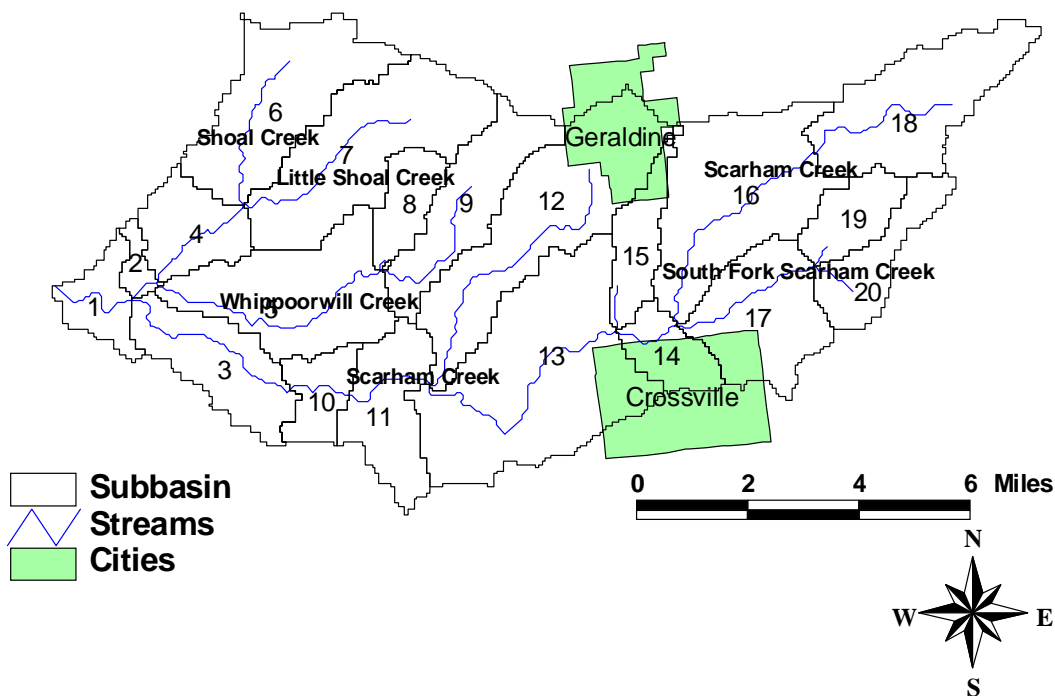 6
18
Shoal Creek
Geraldine
7
Scarham Creek
Little Shoal Creek
16
8
9
12
19
4
15
2
South Fork Scarham Creek
20
1
Whippoorwill Creek
5
17
13
14
3
Scarham Creek
10
11
Crossville
Subbasin
Streams
Cities
0 2 4 6 Miles
N
W E
S